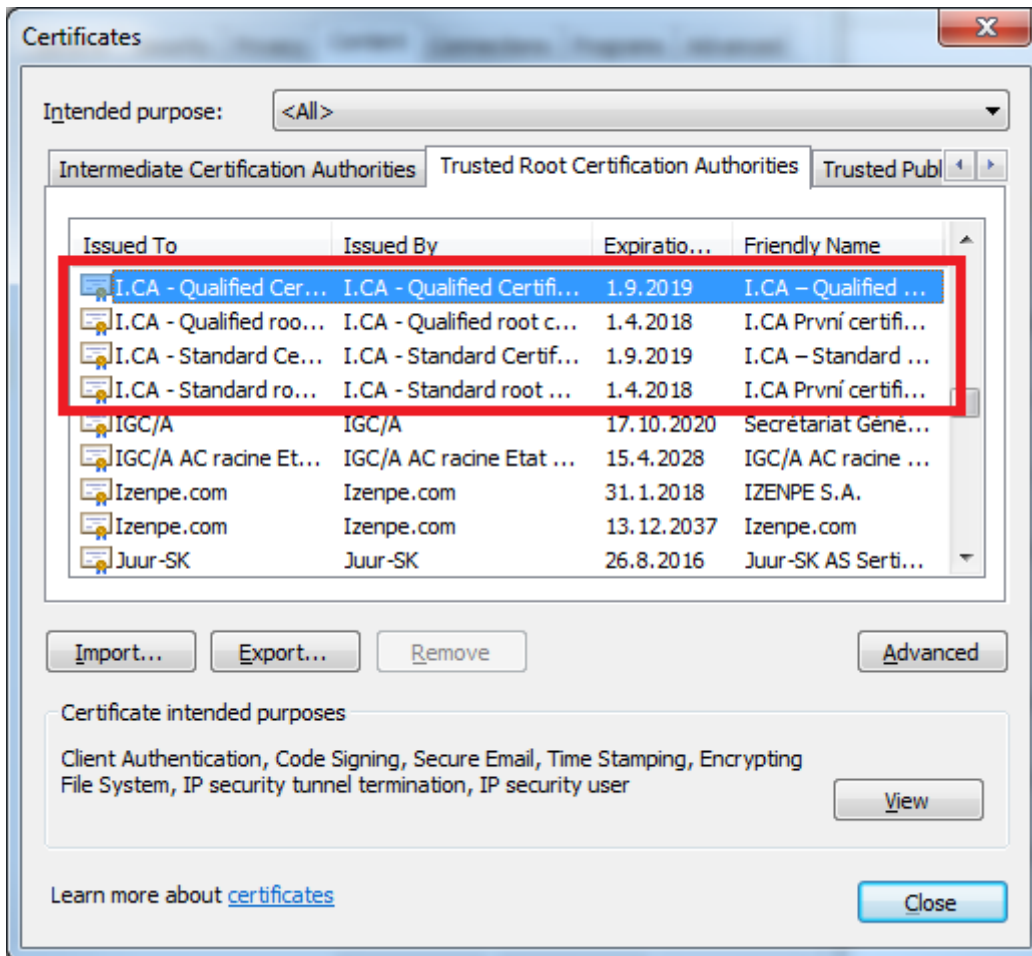 Certificates
Intended purpose: <All>
Intermediate Certification Authorities Trusted Root Certification Authorities Trusted Publ
Issued To Issued By Expiratio... Friendly Name
I.CA - Qualified Cer... I.CA - Qualified Certifi... 1.9.2019 I.CA – Qualified ...
I.CA - Qualified roo... I.CA - Qualified root c... 1.4.2018 I.CA První certifi...
I.CA - Standard Ce... I.CA - Standard Certif... 1.9.2019 I.CA – Standard ...
I.CA - Standard ro... I.CA - Standard root ... 1.4.2018 I.CA První certifi...
IGC/A IGC/A 17.10.2020 Secrétariat Géné...
IGC/A AC racine Et... IGC/A AC racine Etat ... 15.4.2028 IGC/A AC racine ...
Izenpe.com Izenpe.com 31.1.2018 IZENPE S.A.
Izenpe.com Izenpe.com 13.12.2037 Izenpe.com
Juur-SK Juur-SK 26.8.2016 Juur-SK AS Serti...
Import... Export... Remove Advanced
Certificate intended purposes
Client Authentication, Code Signing, Secure Email, Time Stamping, Encrypting
File System, IP security tunnel termination, IP security user
View
Learn more about certificates
Close